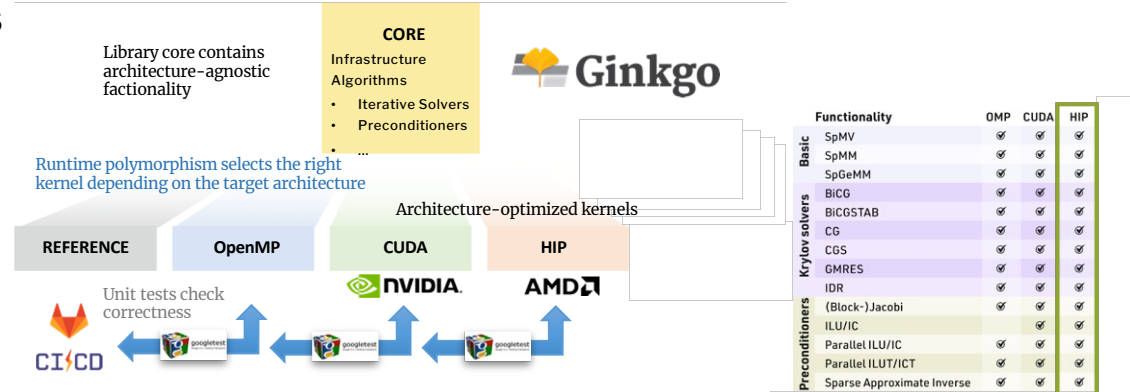 CORE
Infrastructure
Algorithms
• Iterative Solvers
• Preconditioners
• ...
Library core contains
architecture-agnostic
factionality
Ginkgo
Runtime polymorphism selects the right
kernel depending on the target architecture
Architecture-optimized kernels
REFERENCE
OpenMP
CUDA
HIP
NVIDIA.
AMD
Unit tests check
correctness
CI/CD
googletest
googletest
googletest
Functionality OMP CUDA HIP
Basic
SpMV
SpMM
SpGeMM
Krylov solvers
BiCG
BiCGSTAB
CG
CGS
GMRES
IDR
Preconditioners
(Block-)Jacobi
ILU/IC
Parallel ILU/IC
Parallel ILUT/ICT
Sparse Approximate Inverse